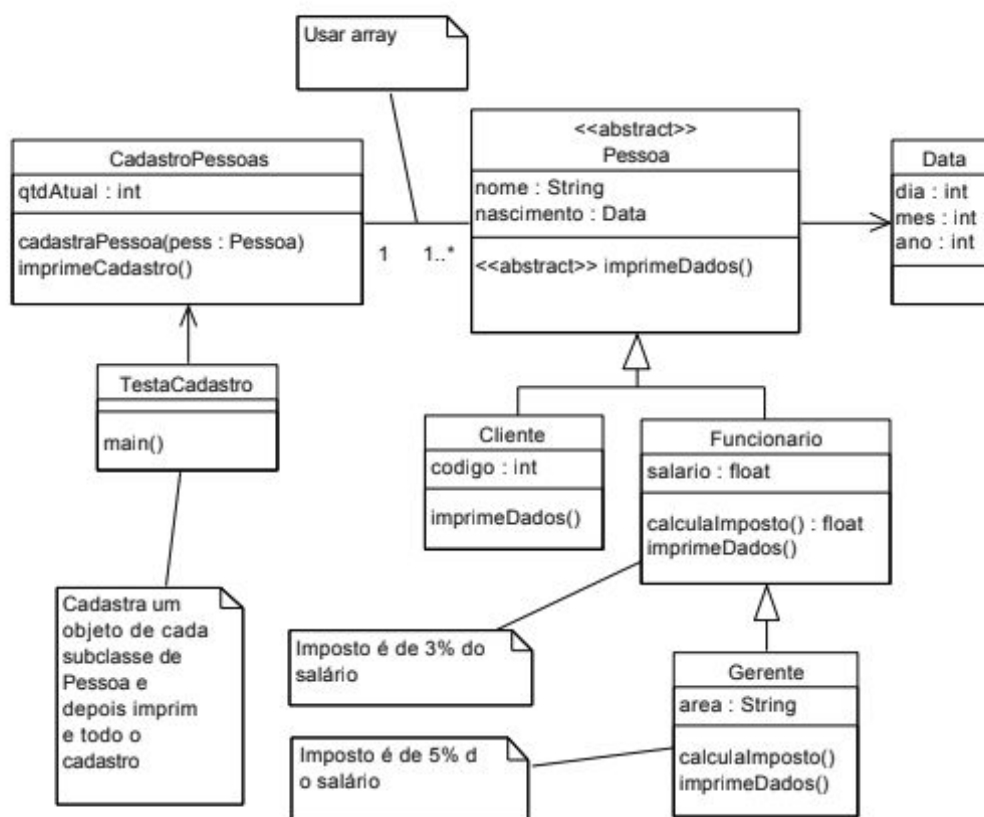 Usar array
<<abstract>>
Pessoa
nome : String
nascimento : Data
<<abstract>> imprimeDados()
CadastroPessoas
qtdAtual : int
cadastraPessoa(pess : Pessoa)
imprimeCadastro()
1
1..*
Data
dia : int
mes : int
ano : int
TestaCadastro
main()
Cliente
codigo : int
imprimeDados()
Funcionario
salario : float
calculaImposto() : float
imprimeDados()
Cadastra um
objeto de cada
subclasse de
Pessoa e
depois imprim
e todo o
cadastro
Imposto é de 3% do
salário
Gerente
area : String
calculaImposto()
imprimeDados()
Imposto é de 5% d
o salário